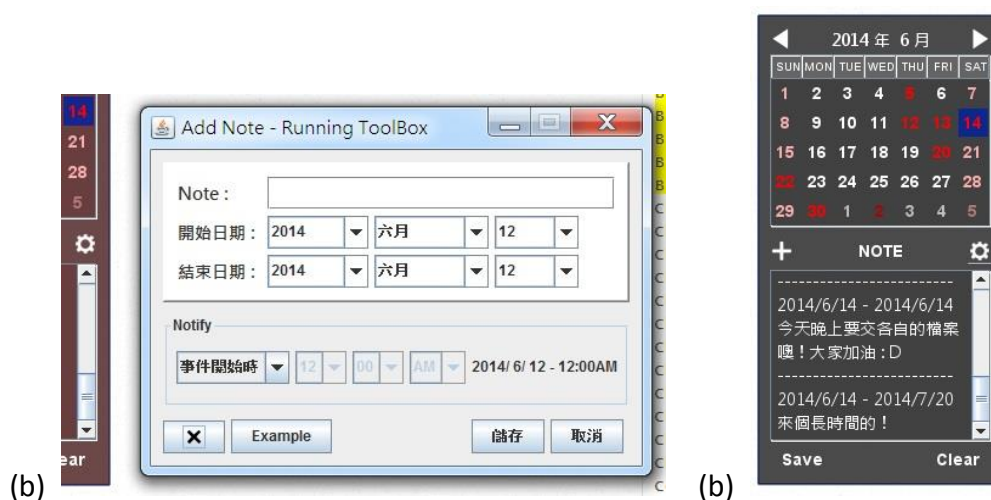 14
21
28
5
ear
Add Note - Running ToolBox
Note :
開始日期： 2014 六月 12
結束日期： 2014 六月 12
Notify
事件開始時 12 00 AM 2014/ 6/ 12 - 12:00AM
Example
儲存 取消
B
B
B
B
C
C
C
C
C
C
C
C
C
C
C
C
C
(b)
2014 年 6 月
SUN MON TUE WED THU FRI SAT
1 2 3 4 5 6 7
8 9 10 11 12 13 14
15 16 17 18 19 20 21
22 23 24 25 26 27 28
29 30 1 2 3 4 5
+ NOTE
-------------------------
2014/6/14 - 2014/6/14
今天晚上要交各自的檔案
噢！大家加油 : D
-------------------------
2014/6/14 - 2014/7/20
來個長時間的！
Save Clear
(b)